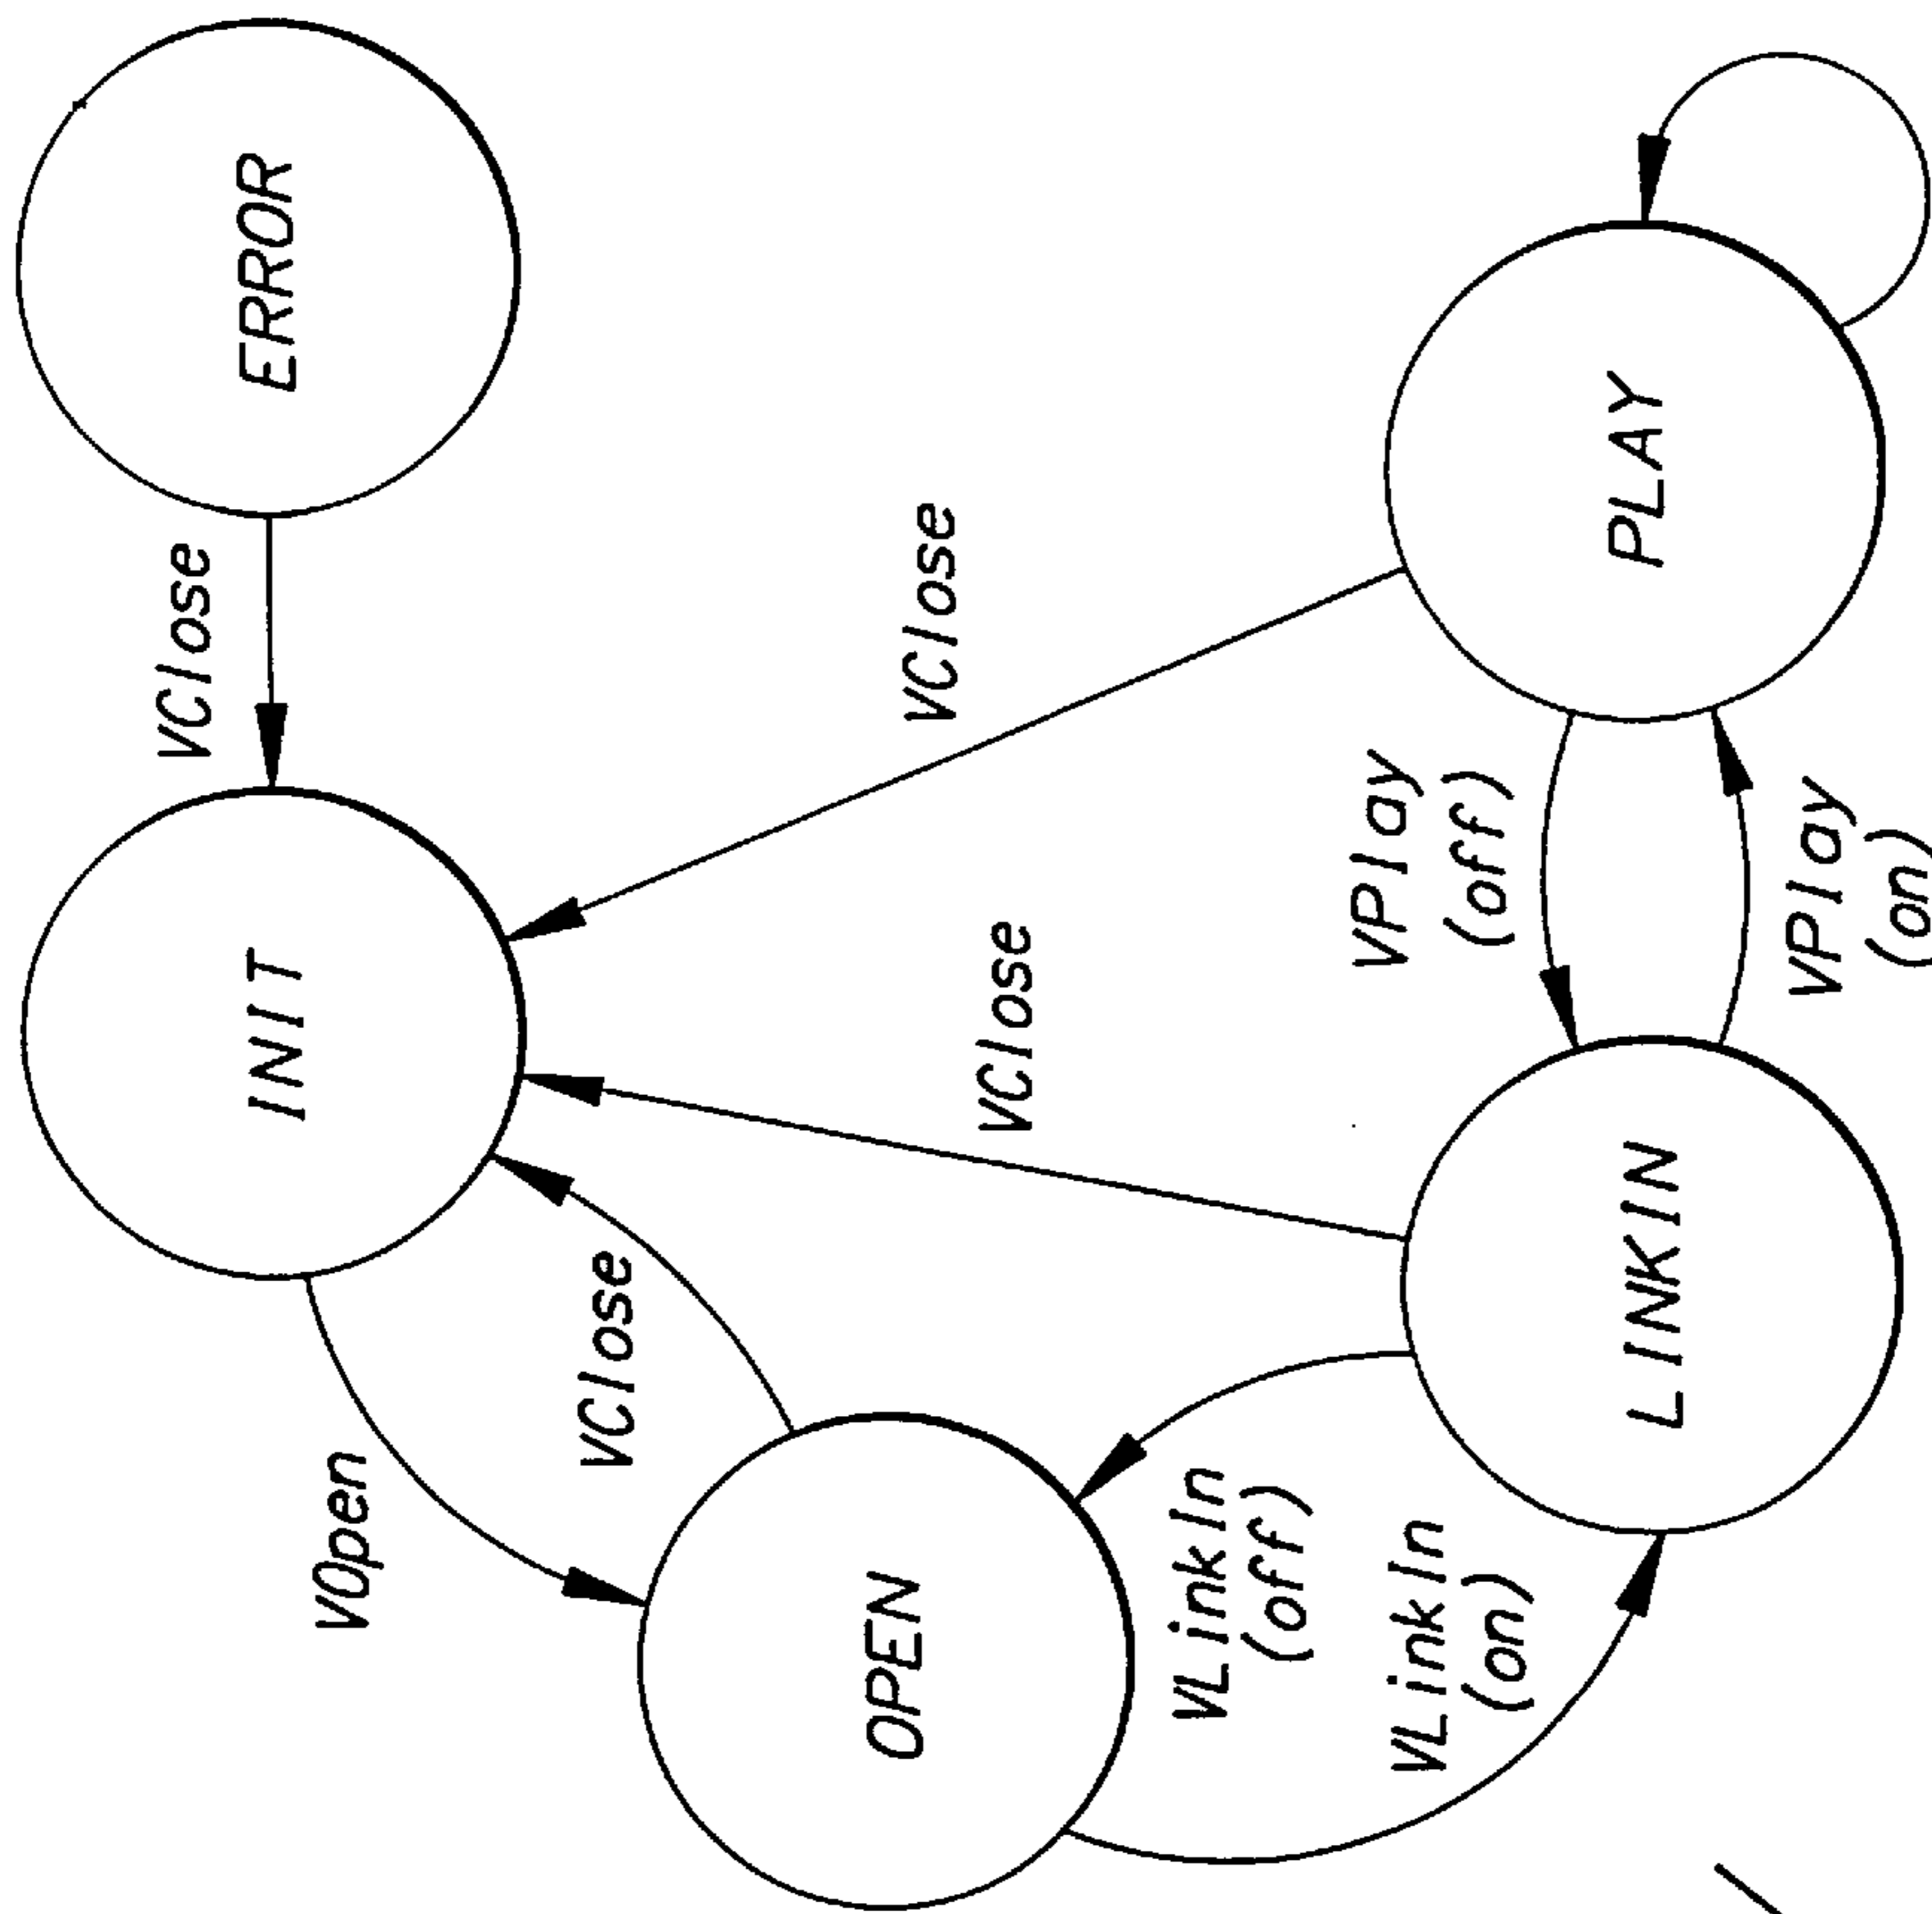 ERROR
VClose
INIT
VClose
VClose
VOpen
VClose
OPEN
PLAY
VPlay
(off)
VPlay
(on)
LINKIN
VLinkIn
(off)
VLinkIn
(on)